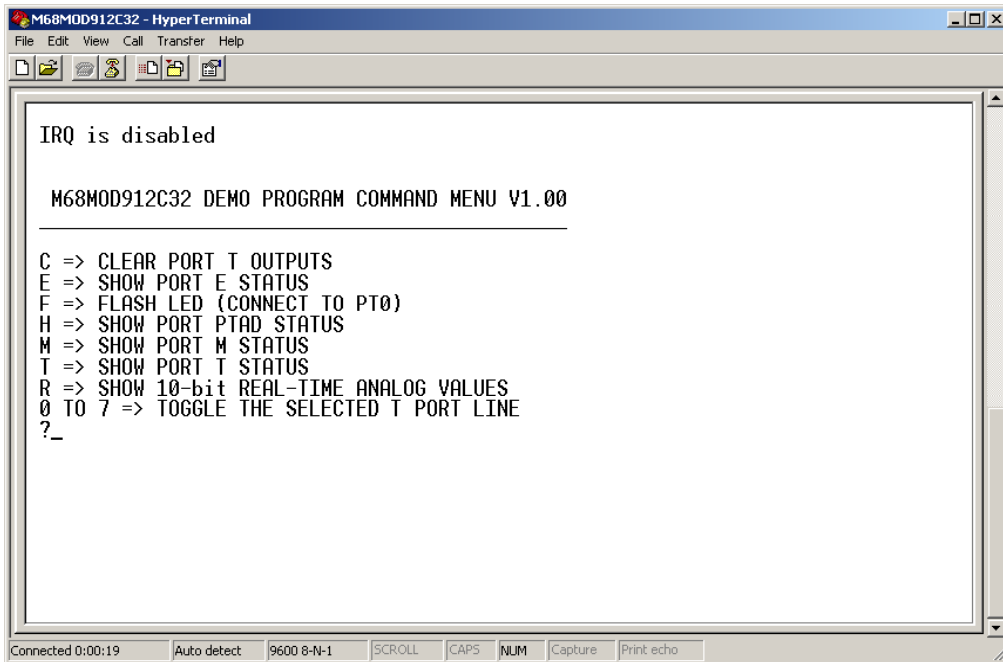 M68MOD912C32 - HyperTerminal
File Edit View Call Transfer Help
IRQ is disabled
M68MOD912C32 DEMO PROGRAM COMMAND MENU V1.00
C => CLEAR PORT T OUTPUTS
E => SHOW PORT E STATUS
F => FLASH LED (CONNECT TO PT0)
H => SHOW PORT PTAD STATUS
M => SHOW PORT M STATUS
T => SHOW PORT T STATUS
R => SHOW 10-bit REAL-TIME ANALOG VALUES
0 TO 7 => TOGGLE THE SELECTED T PORT LINE
?_
Connected 0:00:19 Auto detect 9600 8-N-1 SCROLL CAPS NUM Capture Print echo